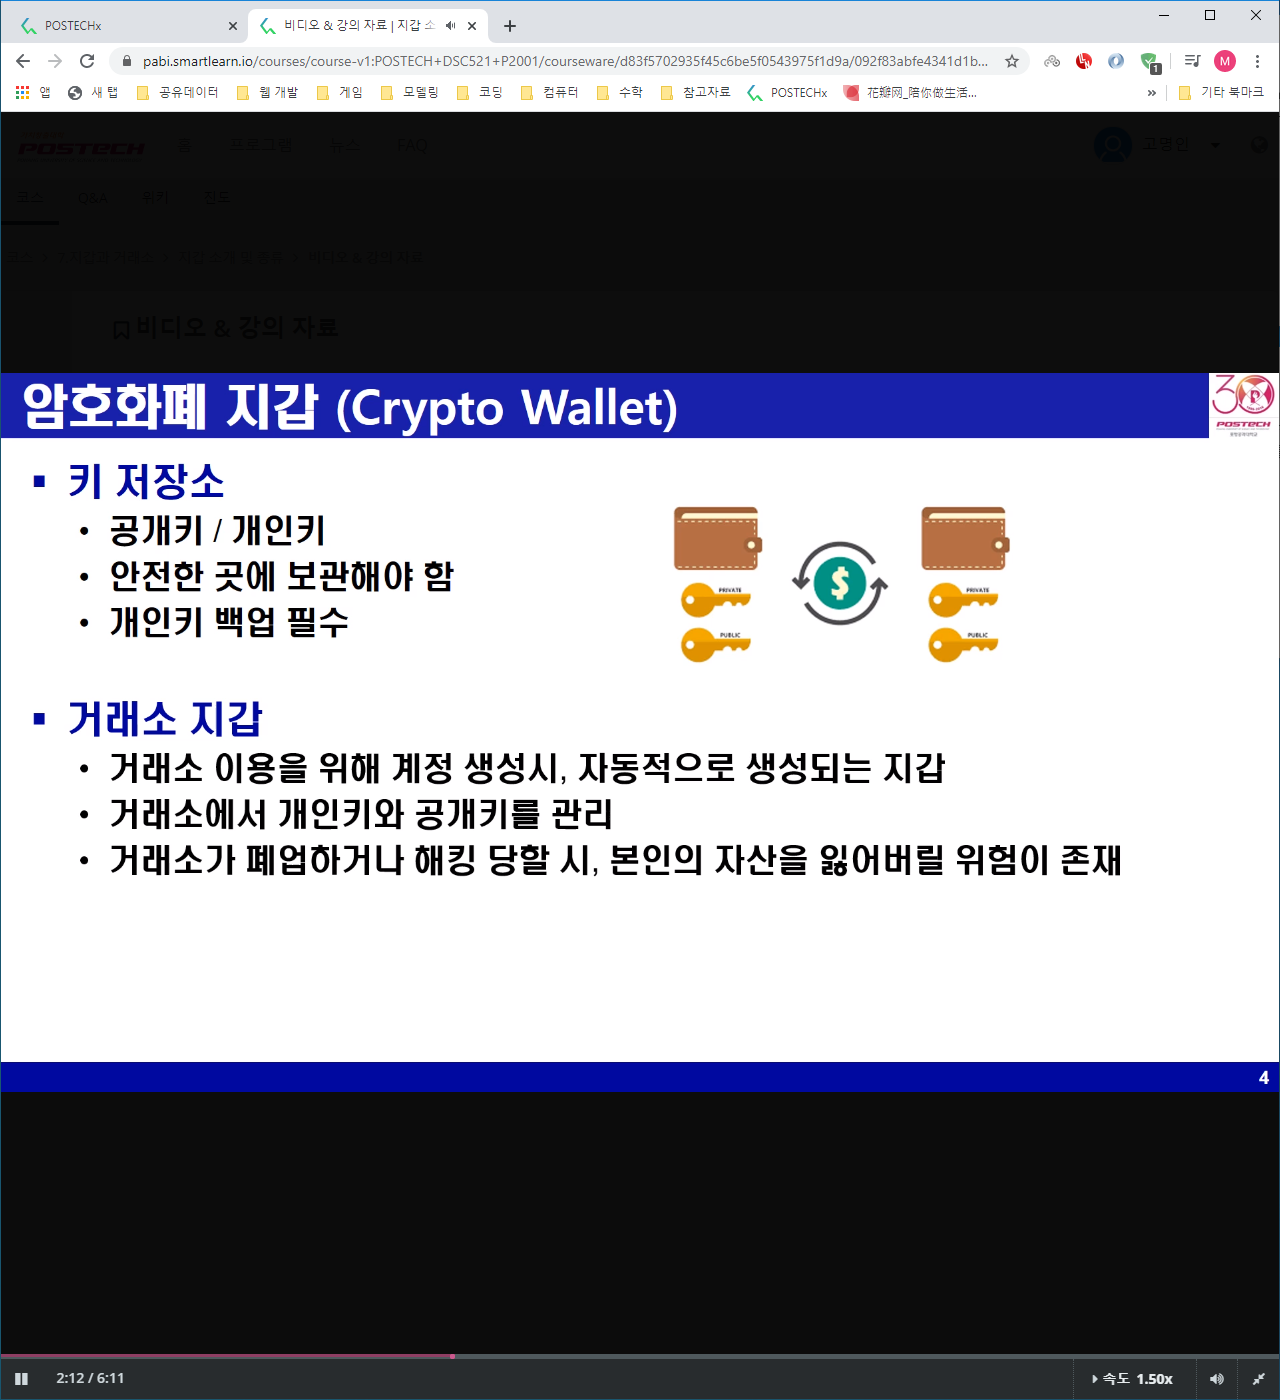 POSTECHx
비디오 & 강의 자료 | 지갑 소
pabi.smartlearn.io/courses/course-v1:POSTECH+DSC521+P2001/courseware/d83f5702935f45c6be5f0543975f1d9a/092f83abfe4341d1b...
M
1
앱 새 탭 공유데이터 웹 개발 게임 모델링 코딩 컴퓨터 수학 참고자료 POSTECHx 花瓣网_陪你做生活... » 기타 북마크
POSTECH 홈 프로그램 뉴스 FAQ 고명인
코스 Q&A 위키 진도
비디오 & 강의 자료
암호화폐 지갑 (Crypto Wallet)
30
POSTECH
포항공과대학교
키 저장소
공개키 / 개인키
안전한 곳에 보관해야 함
개인키 백업 필수
PRIVATE
PUBLIC
$
PRIVATE
PUBLIC
거래소 지갑
거래소 이용을 위해 계정 생성시, 자동적으로 생성되는 지갑
거래소에서 개인키와 공개키를 관리
거래소가 폐업하거나 해킹 당할 시, 본인의 자산을 잃어버릴 위험이 존재
4
2:12 / 6:11
속도 1.50x